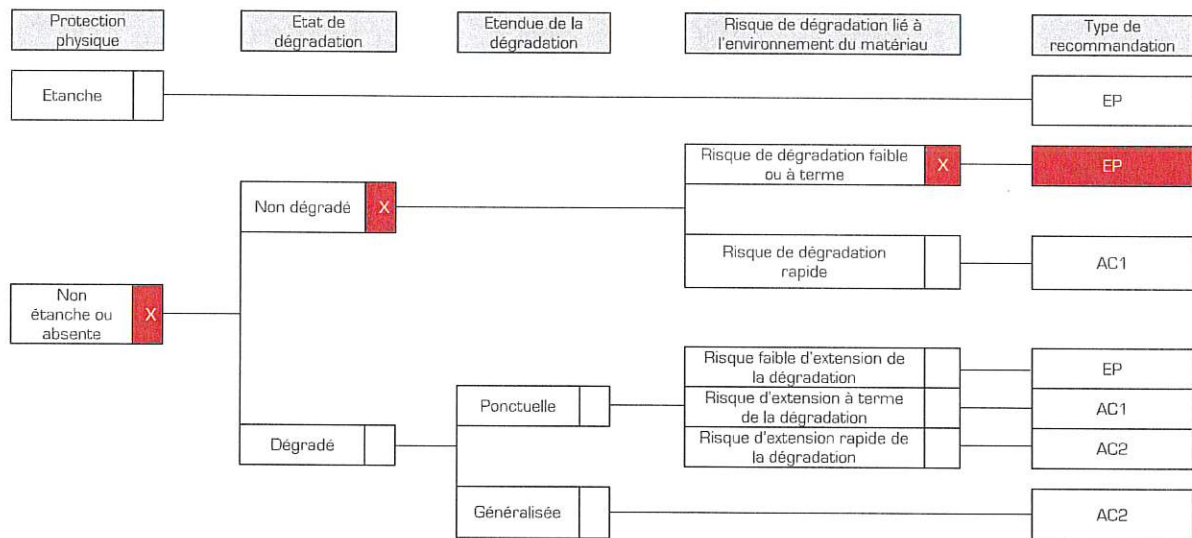 Protection
physique
Etat de
dégradation
Etendue de la
dégradation
Risque de dégradation lié à
l'environnement du matériau
Type de
recommandation
Etanche
EP
Risque de dégradation faible
ou à terme
X
EP
Non dégradé
X
Risque de dégradation
rapide
AC1
Non
étanche ou
absente
X
Risque faible d'extension de
la dégradation
EP
Ponctuelle
Risque d'extension à terme
de la dégradation
AC1
Dégradé
Risque d'extension rapide de
la dégradation
AC2
Généralisée
AC2